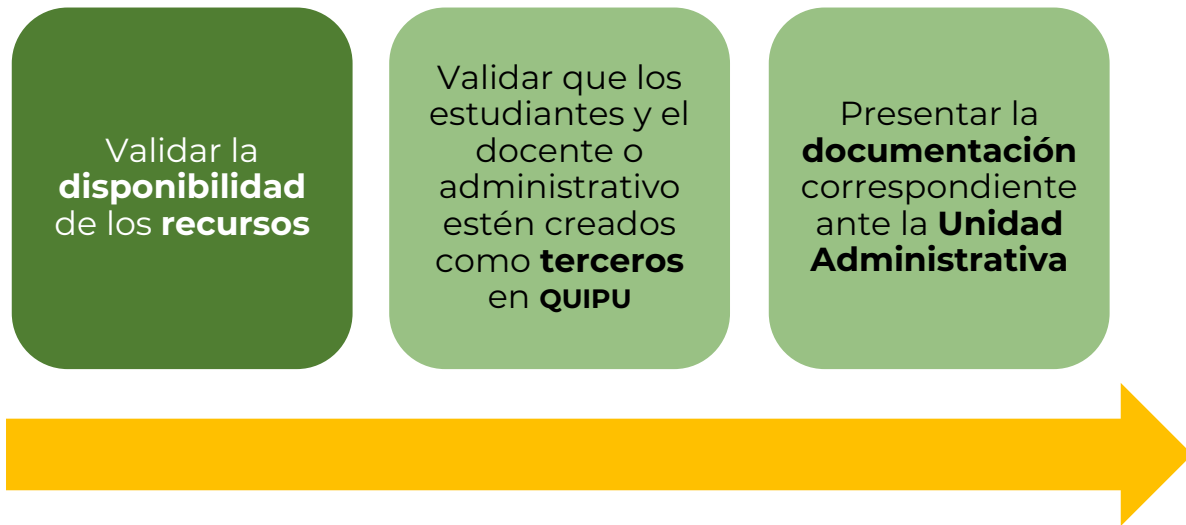 Validar la
disponibilidad
de los recursos
Validar que los
estudiantes y el
docente o
administrativo
estén creados
como terceros
en QUIPU
Presentar la
documentación
correspondiente
ante la Unidad
Administrativa